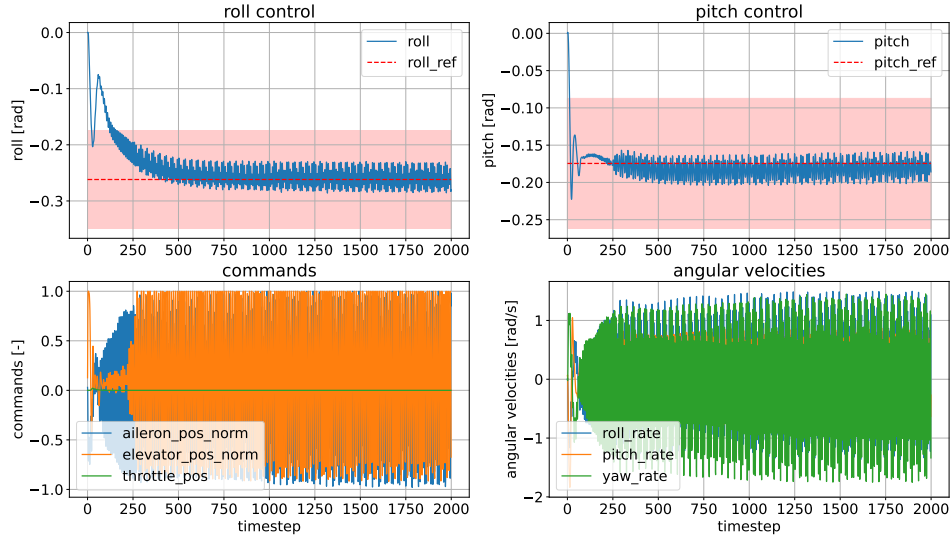 roll control
roll [rad]
0.0
−0.1
−0.2
−0.3
roll
roll_ref
0 250 500 750 1000 1250 1500 1750 2000
pitch control
pitch [rad]
0.00
−0.05
−0.10
−0.15
−0.20
−0.25
pitch
pitch_ref
0 250 500 750 1000 1250 1500 1750 2000
commands
commands [-]
1.0
0.5
0.0
−0.5
−1.0
aileron_pos_norm
elevator_pos_norm
throttle_pos
0 250 500 750 1000 1250 1500 1750 2000
timestep
angular velocities
angular velocities [rad/s]
1
0
−1
−2
roll_rate
pitch_rate
yaw_rate
0 250 500 750 1000 1250 1500 1750 2000
timestep